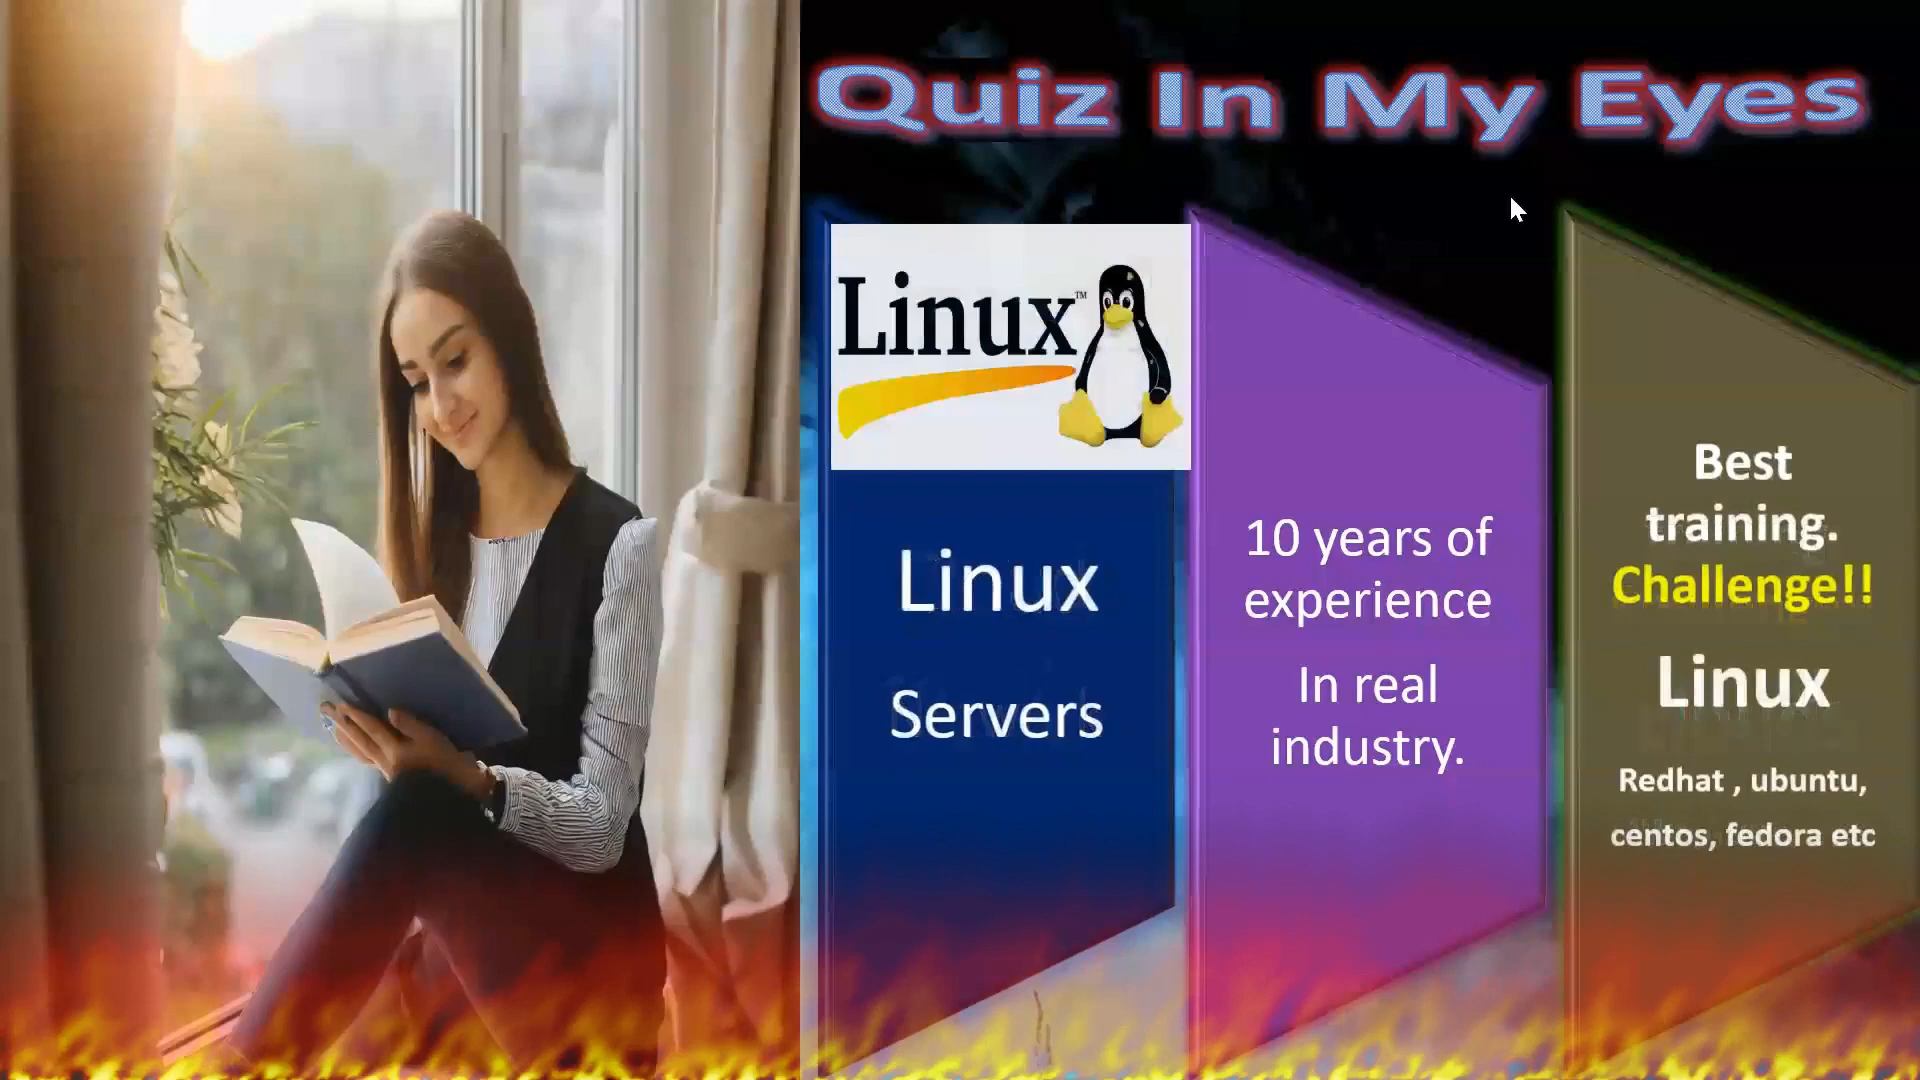 Quiz In My Eyes
Linux™
Linux
Servers
10 years of
experience
In real
industry.
Best
training.
Challenge!!
Linux
Redhat , ubuntu,
centos, fedora etc